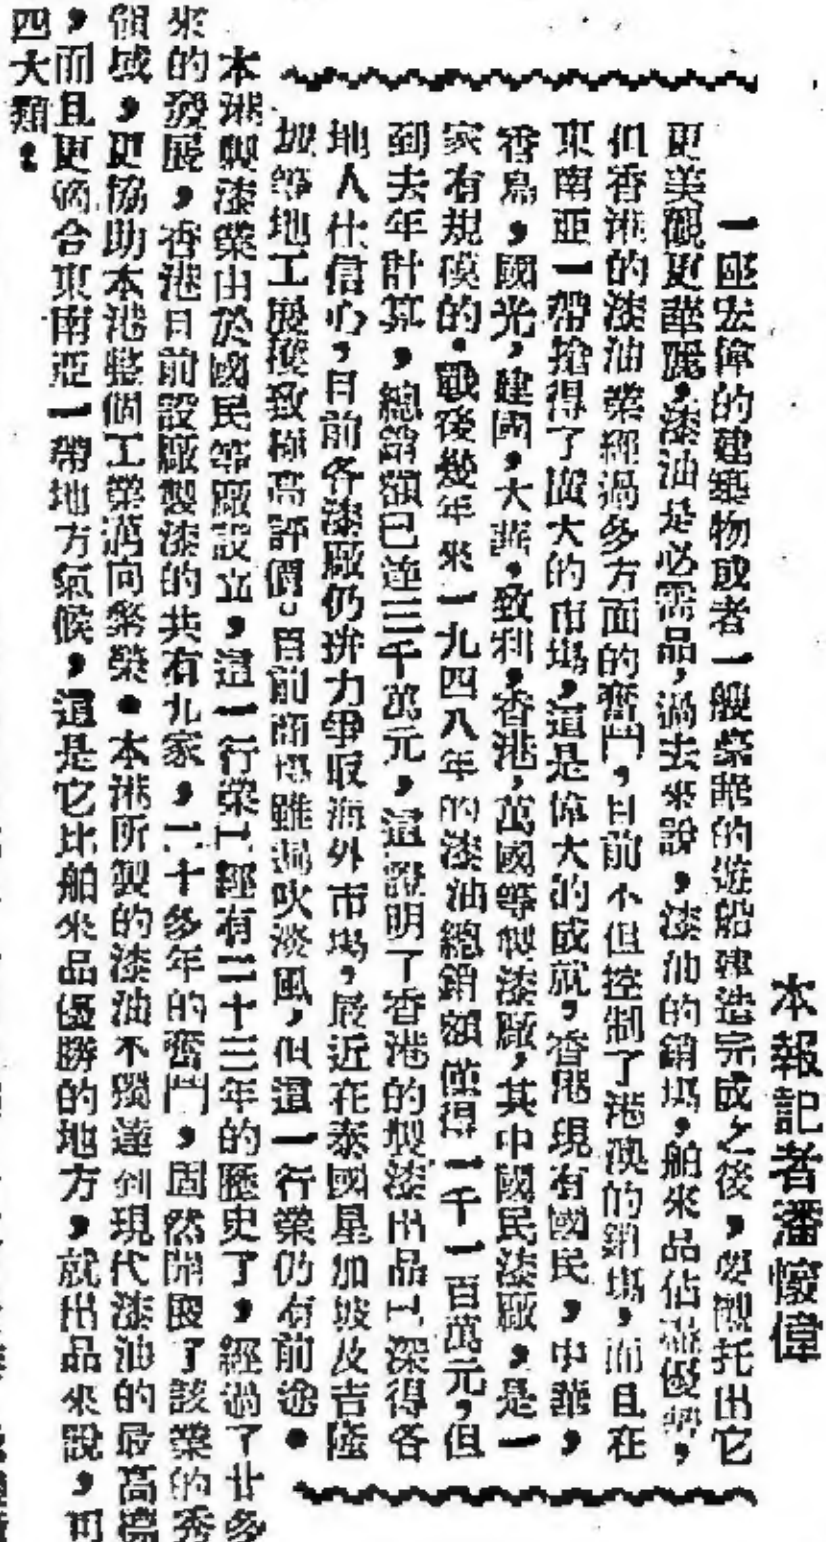 本報記者潘懷偉
一座宏偉的建築物或者一艘豪華的遊船建造完成之後，要襯托出它
更美觀更華麗，漆油是必需品，過去來說，漆油的銷場，舶來品佔盡優勢，
但香港的漆油業經過多方面的奮鬥，目前不但控制了港澳的銷場，而且在
東南亞一帶搶得了廣大的市場，這是偉大的成就，香港現有國民，中華，
香島，國光，建國，大華，致利，香港，萬國等製漆廠，其中國民漆廠，是一
家有規模的。戰後幾年來一九四八年的漆油總銷額僅得一千一百萬元，但
到去年計算，總銷額已達三千萬元，這證明了香港的製漆出品已深得各
地人仕信心，目前各漆廠仍拚力爭取海外市場，最近在泰國星加坡及吉隆
坡等地工展獲致極高評價。目前商場雖遍吹淡風，但這一行業仍有前途。
本港製漆業由於國民等廠設立，這一行業已經有二十三年的歷史了，經過了廿多
來的發展，香港目前設廠製漆的共有九家，二十多年的奮鬥，固然開設了該業的秀
領域，更協助本港整個工業邁向繁榮。本港所製的漆油不獨達到現代漆油的最高標
，而且更適合東南亞一帶地方氣候，這是它比舶來品優勝的地方，就出品來說，可
四大類：